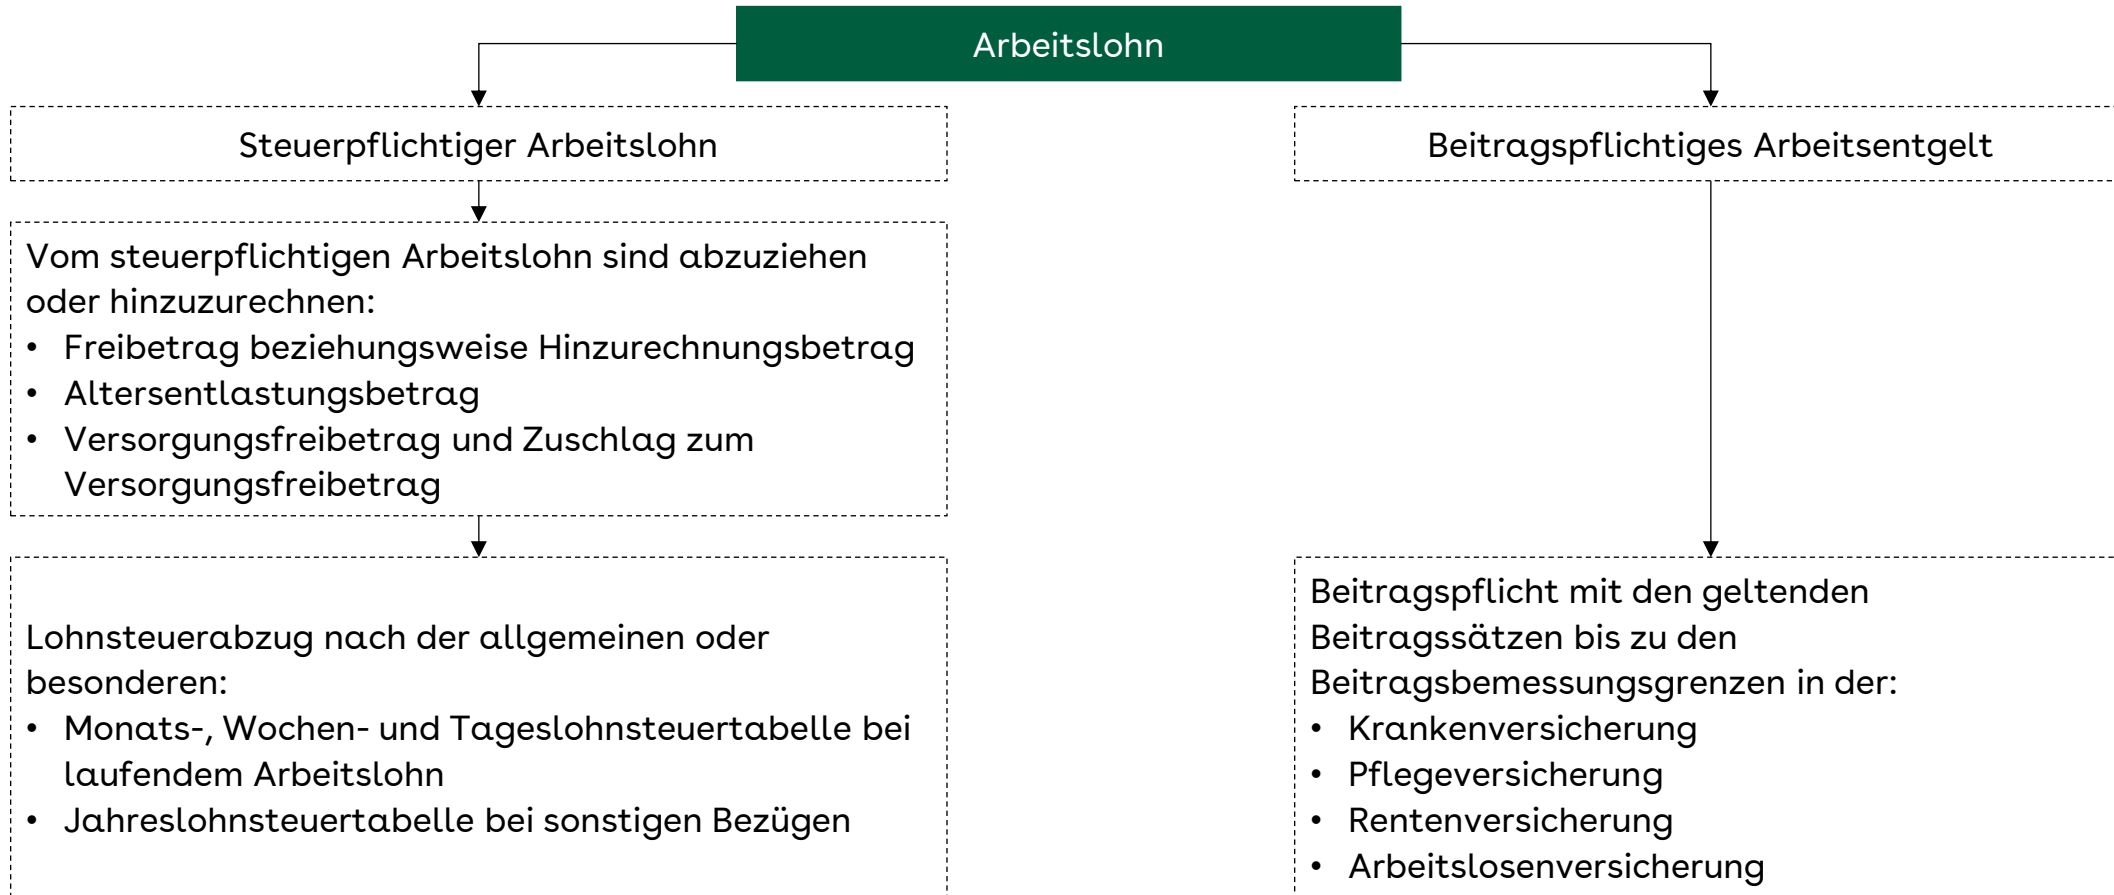 Arbeitslohn
Steuerpflichtiger Arbeitslohn
Beitragspflichtiges Arbeitsentgelt
Vom steuerpflichtigen Arbeitslohn sind abzuziehen
oder hinzuzurechnen:
• Freibetrag beziehungsweise Hinzurechnungsbetrag
• Altersentlastungsbetrag
• Versorgungsfreibetrag und Zuschlag zum
Versorgungsfreibetrag
Lohnsteuerabzug nach der allgemeinen oder
besonderen:
• Monats-, Wochen- und Tageslohnsteuertabelle bei
laufendem Arbeitslohn
• Jahreslohnsteuertabelle bei sonstigen Bezügen
Beitragspflicht mit den geltenden
Beitragssätzen bis zu den
Beitragsbemessungsgrenzen in der:
• Krankenversicherung
• Pflegeversicherung
• Rentenversicherung
• Arbeitslosenversicherung